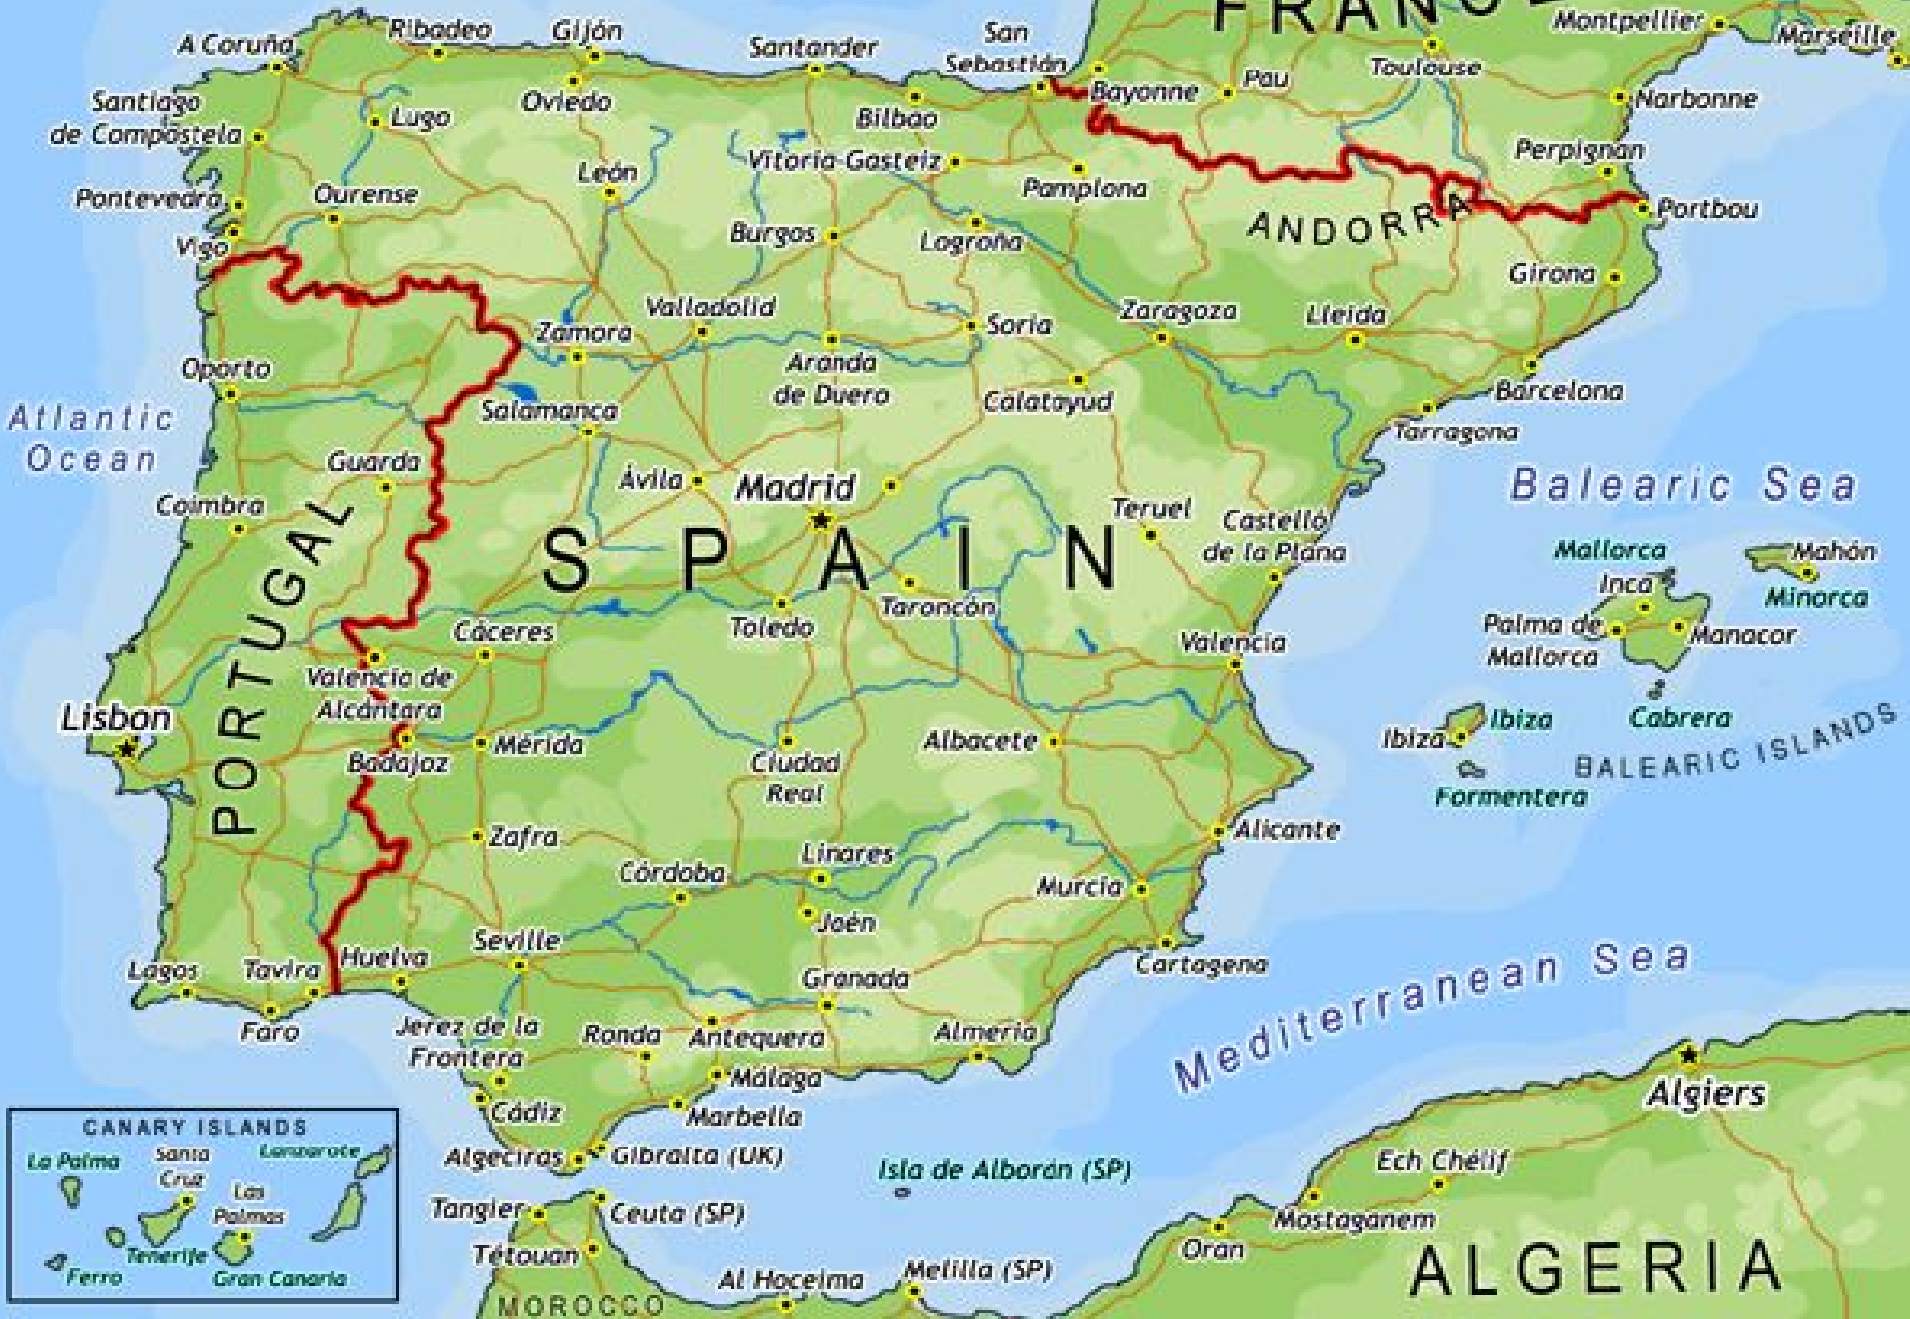 FRANCE
Montpellier
Marseille
A Coruña
Ribadeo
Gijón
Santander
San
Sebastián
Toulouse
Santiago
de Compostela
Lugo
Oviedo
Bilbao
Bayonne
Pau
Narbonne
Pontevedra
Ourense
León
Vitoria-Gasteiz
Pamplona
Perpignan
Vigo
Burgos
Logroña
ANDORRA
Portbou
Girona
Valladolid
Zamora
Soria
Zaragoza
Lleida
Oporto
Aranda
de Duero
Calatayud
Barcelona
Atlantic
Ocean
Salamanca
Tarragona
Guarda
Ávila
Madrid
Balearic Sea
Coimbra
Teruel
Castelló
de la Plana
PORTUGAL
SPAIN
Mallorca
Mahón
Inca
Minorca
Cáceres
Toledo
Taroncón
Valencia
Palma de
Mallorca
Manacor
Valencia de
Alcántara
Lisbon
Ibiza
Ibiza
Cabrera
BALEARIC ISLANDS
Badajoz
Mérida
Ciudad
Real
Albacete
Formentera
Zafra
Alicante
Córdoba
Linares
Murcia
Jaén
Lagos
Tavira
Huelva
Seville
Granada
Cartagena
Mediterranean Sea
Faro
Jerez de la
Frontera
Ronda
Antequera
Almeria
Málaga
Cádiz
Marbella
Algiers
CANARY ISLANDS
La Palma
Santa
Cruz
Lanzarote
Las
Palmas
Tenerife
Ferro
Gran Canaria
Algeciras
Gibralta (UK)
Isla de Alborán (SP)
Ech Chélif
Tangier
Ceuta (SP)
Mostaganem
Tétouan
Oran
Al Hoceima
Melilla (SP)
MOROCCO
ALGERIA